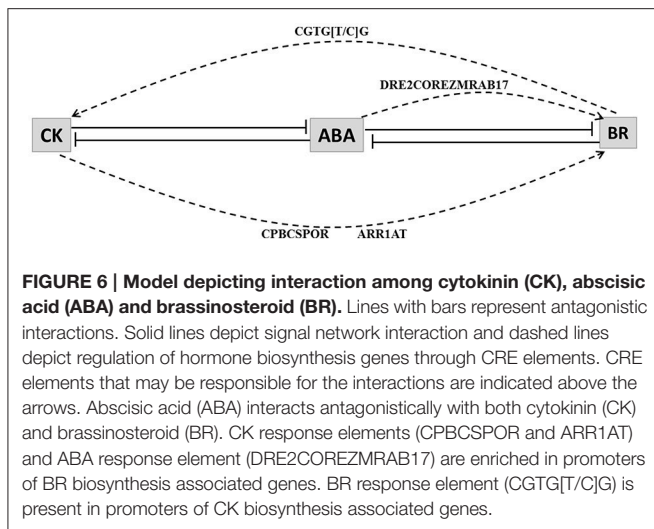 CGTG[T/C]G
DRE2COREZMRAB17
CK
ABA
BR
CPBCSPOR ARR1AT
FIGURE 6 | Model depicting interaction among cytokinin (CK), abscisic
acid (ABA) and brassinosteroid (BR). Lines with bars represent antagonistic
interactions. Solid lines depict signal network interaction and dashed lines
depict regulation of hormone biosynthesis genes through CRE elements. CRE
elements that may be responsible for the interactions are indicated above the
arrows. Abscisic acid (ABA) interacts antagonistically with both cytokinin (CK)
and brassinosteroid (BR). CK response elements (CPBCSPOR and ARR1AT)
and ABA response element (DRE2COREZMRAB17) are enriched in promoters
of BR biosynthesis associated genes. BR response element (CGTG[T/C]G) is
present in promoters of CK biosynthesis associated genes.